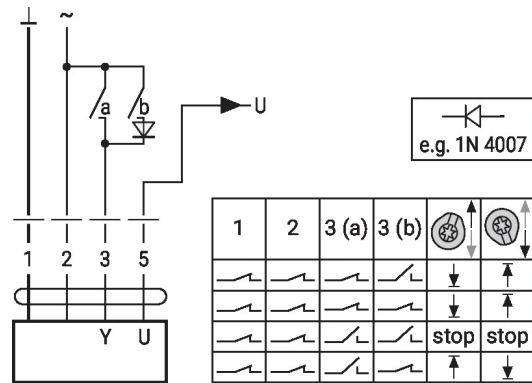 ⊥ ~
a b
U
e.g. 1N 4007
1 2 3 5
Y U
1 2 3 (a) 3 (b)
stop stop